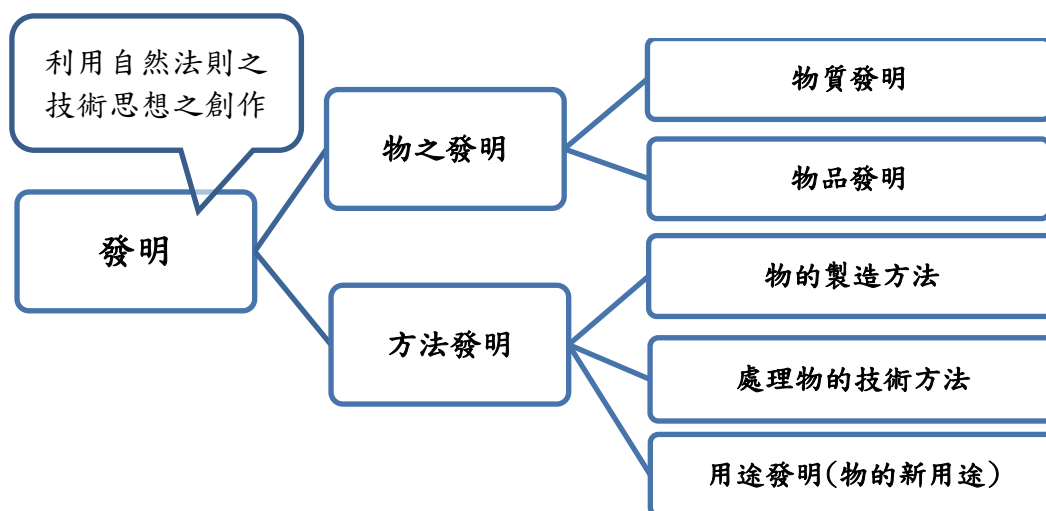 利用自然法則之
技術思想之創作
發明
物之發明
物質發明
物品發明
方法發明
物的製造方法
處理物的技術方法
用途發明(物的新用途)